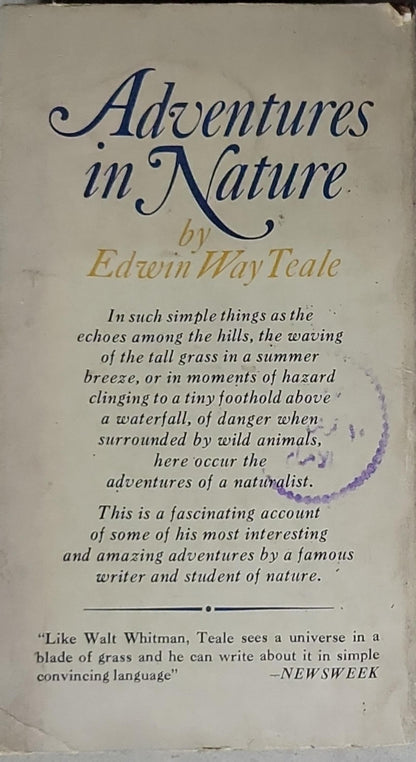 Adventures
in Nature
by
Edwin Way Teale
In such simple things as the
echoes among the hills, the waving
of the tall grass in a summer
breeze, or in moments of hazard
clinging to a tiny foothold above
a waterfall, of danger when
surrounded by wild animals,
here occur the
adventures of a naturalist.
This is a fascinating account
of some of his most interesting
and amazing adventures by a famous
writer and student of nature.
"Like Walt Whitman, Teale sees a universe in a
blade of grass and he can write about it in simple
convincing language"
—NEWSWEEK
الأهرام